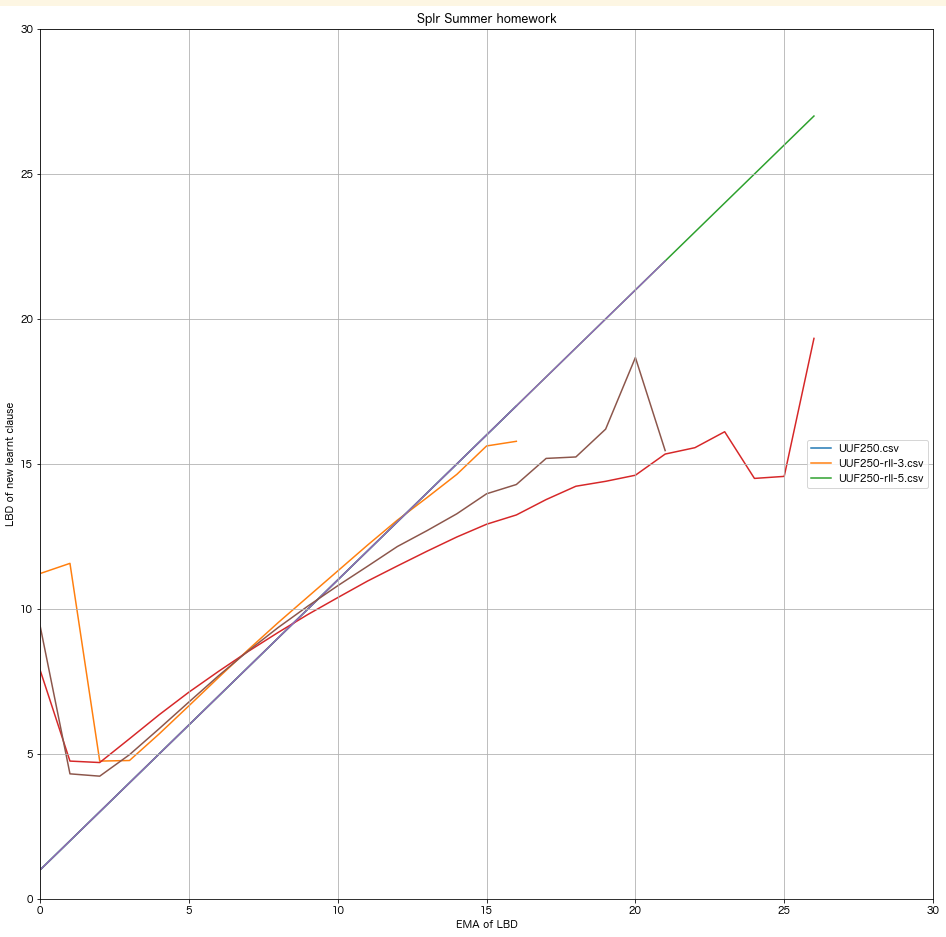 Splr Summer homework
30
25
20
15
10
5
0
LBD of new learnt clause
UUF250.csv
UUF250-rll-3.csv
UUF250-rll-5.csv
0 5 10 15 20 25 30
EMA of LBD